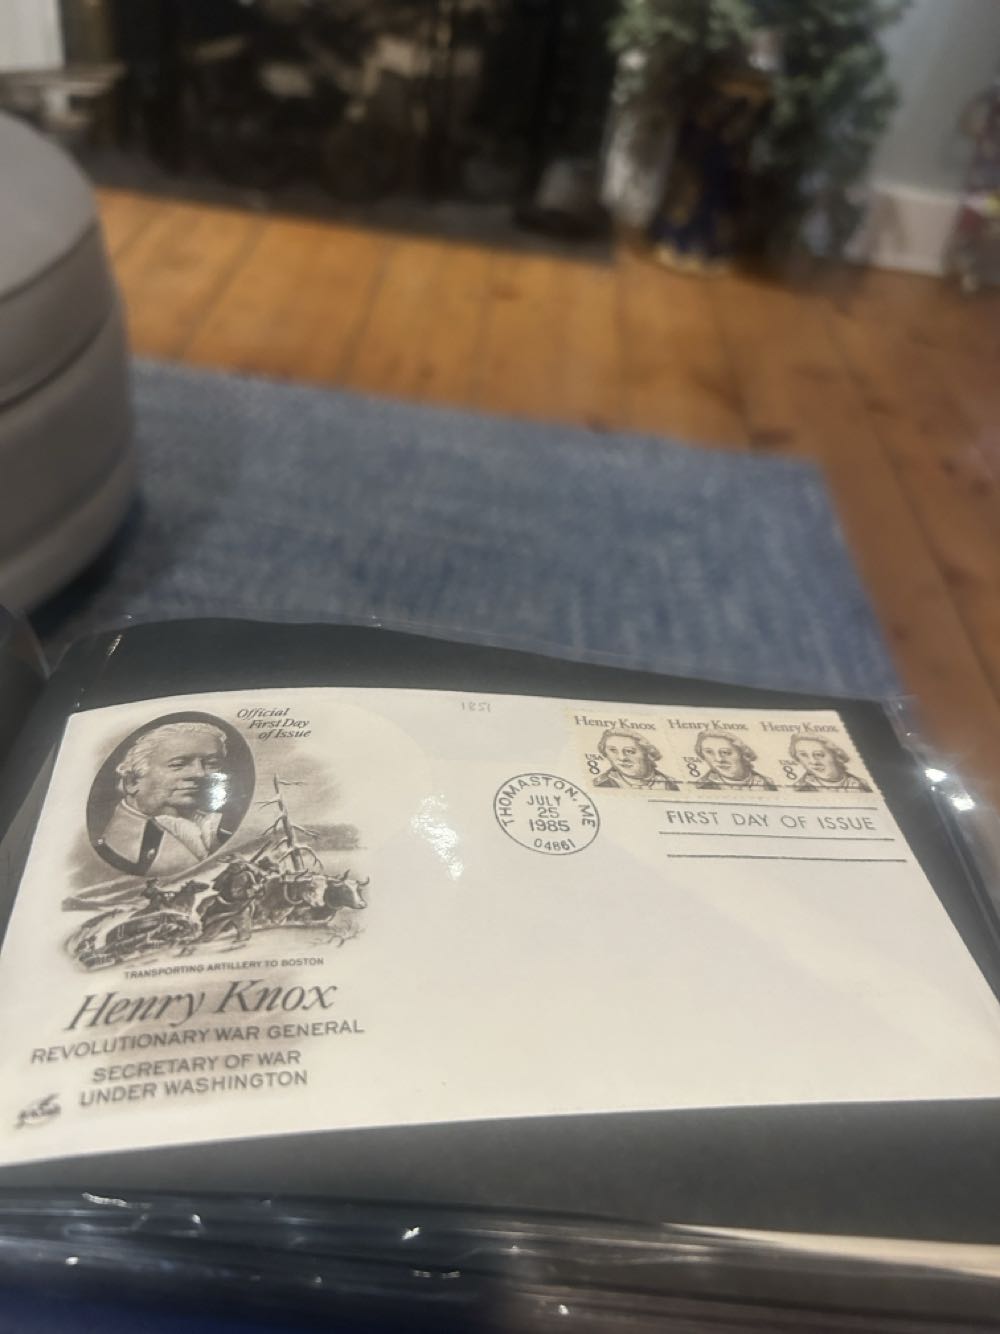 1851
Official
First Day
of Issue
Henry Knox
USA
8
Henry Knox
USA
8
Henry Knox
USA
8
THOMASTON, ME
JULY
25
1985
04861
FIRST DAY OF ISSUE
TRANSPORTING ARTILLERY TO BOSTON
Henry Knox
REVOLUTIONARY WAR GENERAL
SECRETARY OF WAR
UNDER WASHINGTON